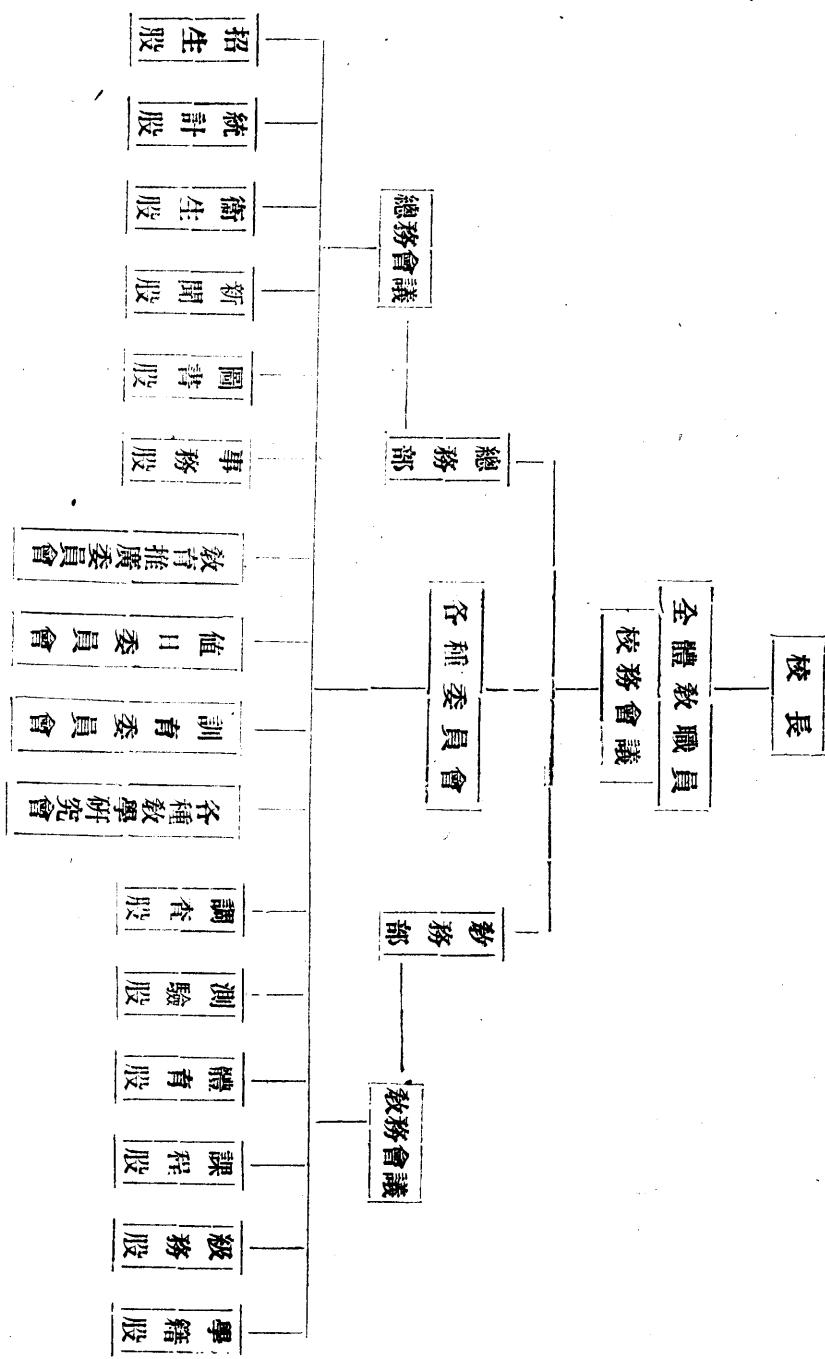 校長
全體教職員
校務會議
總務部
各種委員會
教務部
總務會議
教務會議
招生股
統計股
衞生股
新聞股
圖書股
事務股
教育推廣委員會
值日委員會
訓育委員會
各種教學研究會
調查股
測驗股
體育股
課程股
級務股
學籍股